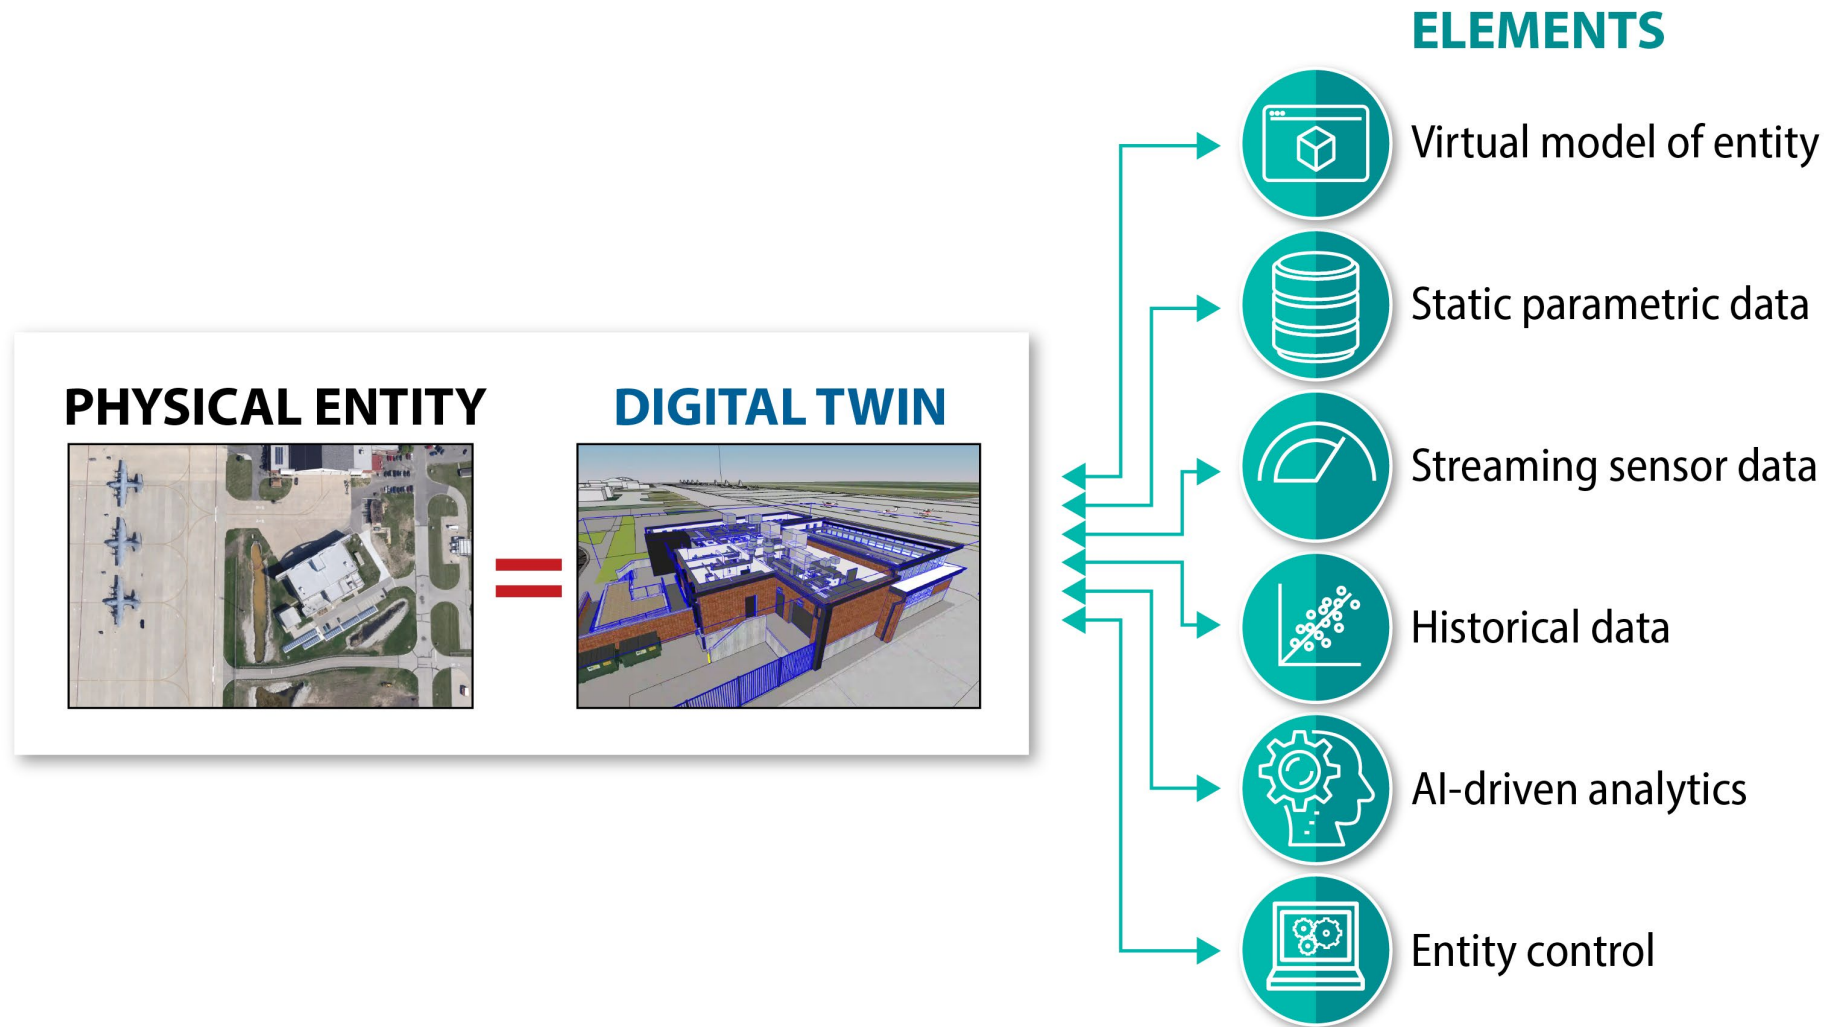 ELEMENTS
Virtual model of entity
Static parametric data
PHYSICAL ENTITY
DIGITAL TWIN
Streaming sensor data
Historical data
AI-driven analytics
Entity control